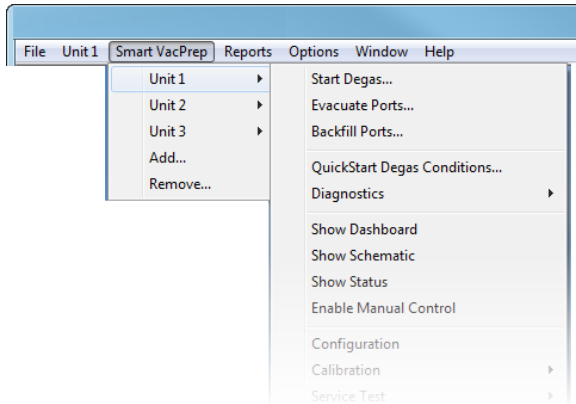 File Unit 1 Smart VacPrep Reports Options Window Help
Unit 1
Unit 2
Unit 3
Add...
Remove...
Start Degas...
Evacuate Ports...
Backfill Ports...
QuickStart Degas Conditions...
Diagnostics
Show Dashboard
Show Schematic
Show Status
Enable Manual Control
Configuration
Calibration
Service Test